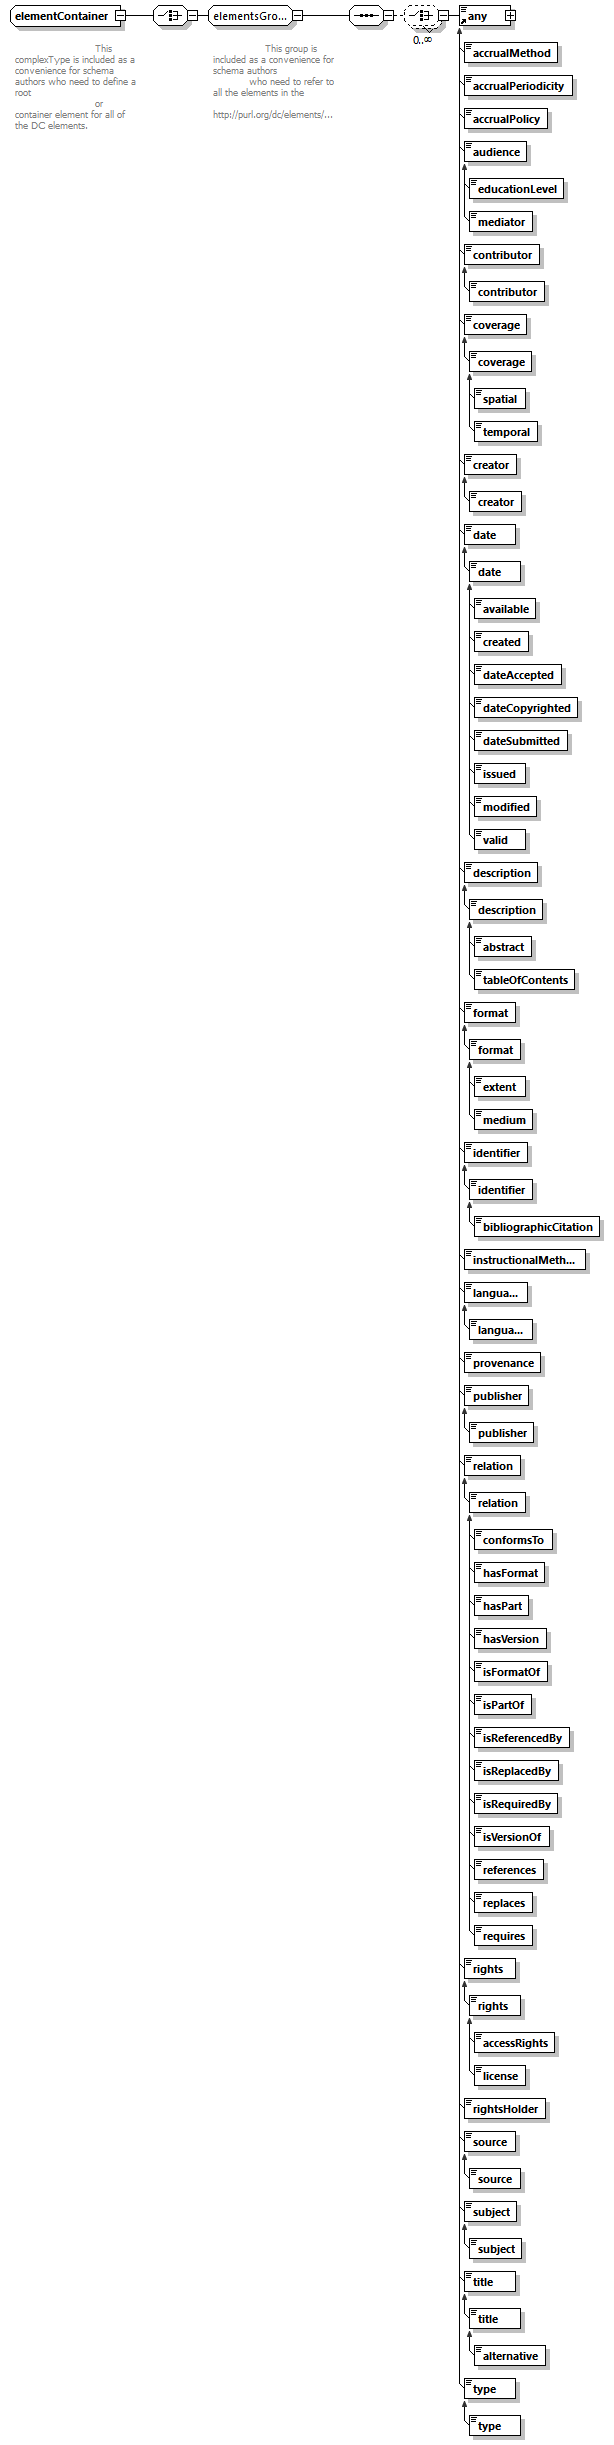 elementContainer
elementsGro...
any
0..∞
This
complexType is included as a
convenience for schema
authors who need to define a
root
or
container element for all of
the DC elements.
This group is
included as a convenience for
schema authors
who need to refer to
all the elements in the
http://purl.org/dc/elements/...
accrualMethod
accrualPeriodicity
accrualPolicy
audience
educationLevel
mediator
contributor
contributor
coverage
coverage
spatial
temporal
creator
creator
date
date
available
created
dateAccepted
dateCopyrighted
dateSubmitted
issued
modified
valid
description
description
abstract
tableOfContents
format
format
extent
medium
identifier
identifier
bibliographicCitation
instructionalMeth...
langua...
langua...
provenance
publisher
publisher
relation
relation
conformsTo
hasFormat
hasPart
hasVersion
isFormatOf
isPartOf
isReferencedBy
isReplacedBy
isRequiredBy
isVersionOf
references
replaces
requires
rights
rights
accessRights
license
rightsHolder
source
source
subject
subject
title
title
alternative
type
type